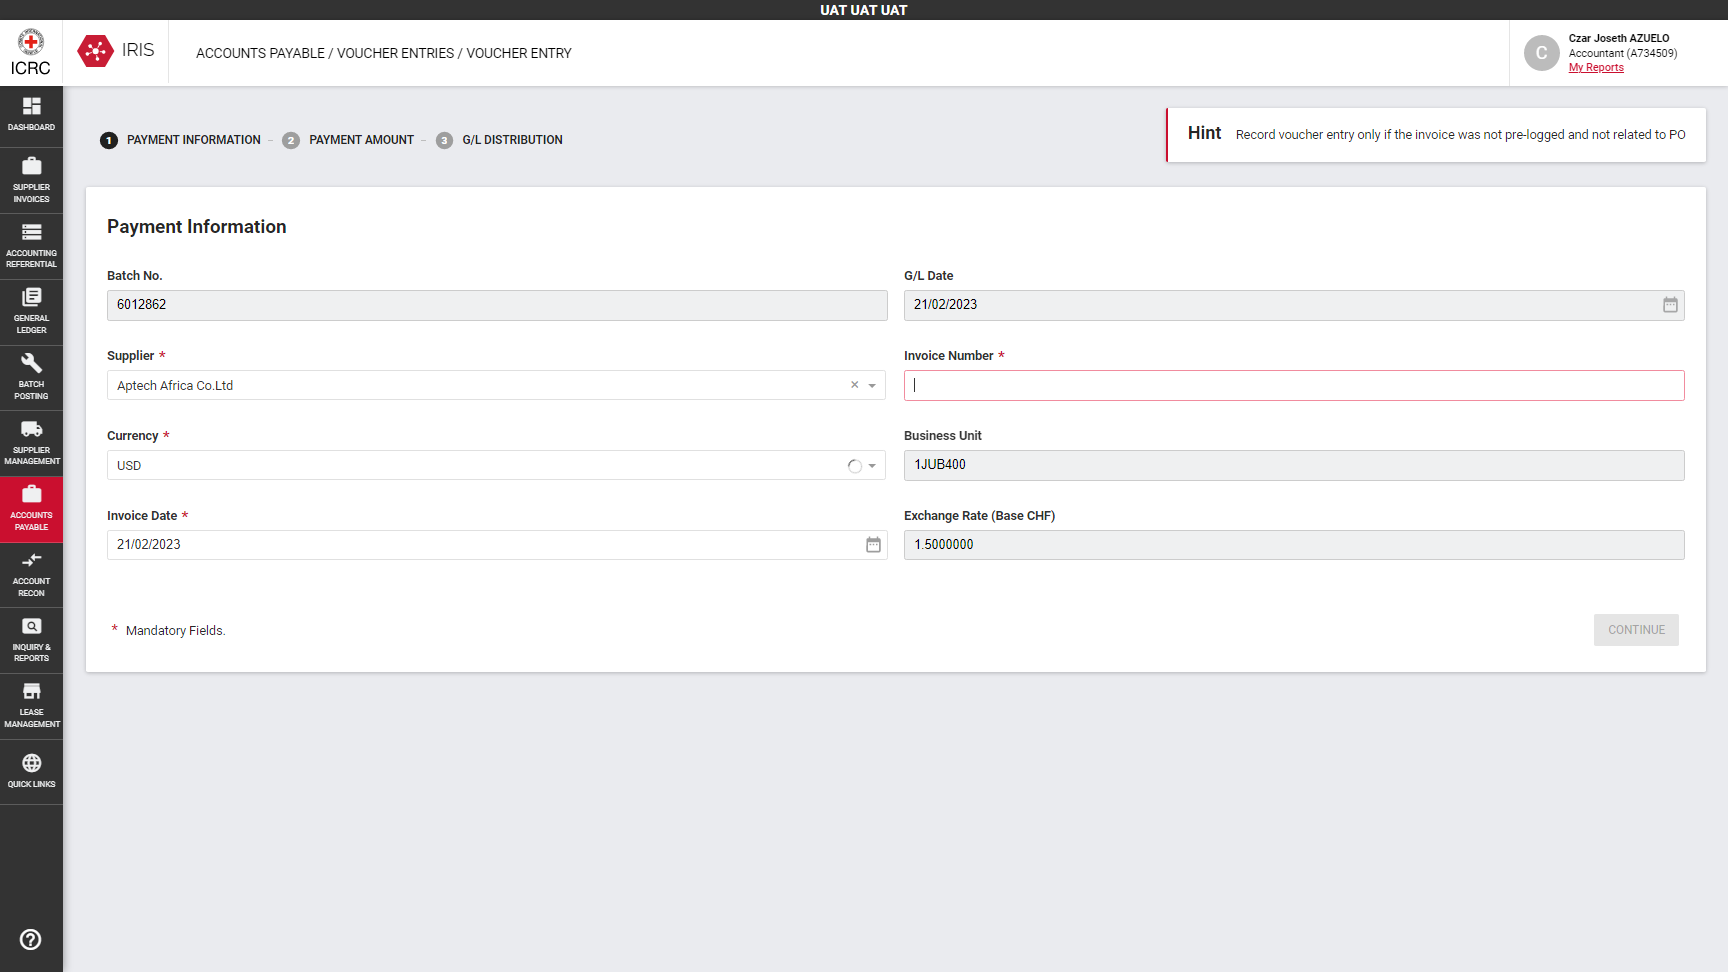 UAT UAT UAT
ICRC
IRIS
ACCOUNTS PAYABLE / VOUCHER ENTRIES / VOUCHER ENTRY
C
Czar Joseth AZUELO
Accountant (A734509)
My Reports
DASHBOARD
SUPPLIER
INVOICES
ACCOUNTING
REFERENTIAL
GENERAL
LEDGER
BATCH
POSTING
SUPPLIER
MANAGEMENT
ACCOUNTS
PAYABLE
ACCOUNT
RECON
INQUIRY &
REPORTS
LEASE
MANAGEMENT
QUICK LINKS
1 PAYMENT INFORMATION - 2 PAYMENT AMOUNT - 3 G/L DISTRIBUTION
Hint Record voucher entry only if the invoice was not pre-logged and not related to PO
Payment Information
Batch No.
6012862
G/L Date
21/02/2023
Supplier *
Aptech Africa Co.Ltd
Invoice Number *
Currency *
USD
Business Unit
1JUB400
Invoice Date *
21/02/2023
Exchange Rate (Base CHF)
1.5000000
* Mandatory Fields.
CONTINUE